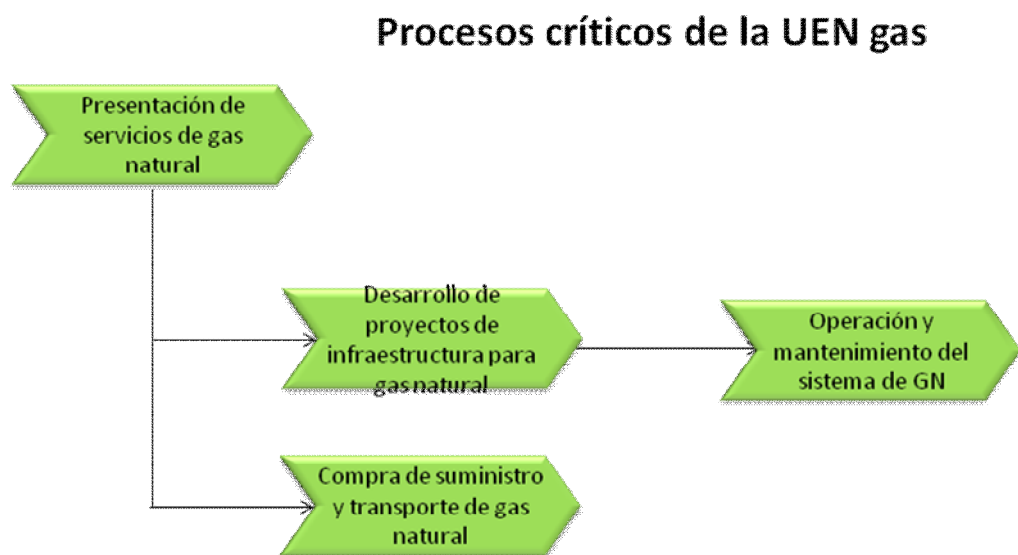 Procesos críticos de la UEN gas
Presentación de
servicios de gas
natural
Desarrollo de
proyectos de
infraestructura para
gas natural
Operación y
mantenimiento del
sistema de GN
Compra de suministro
y transporte de gas
natural